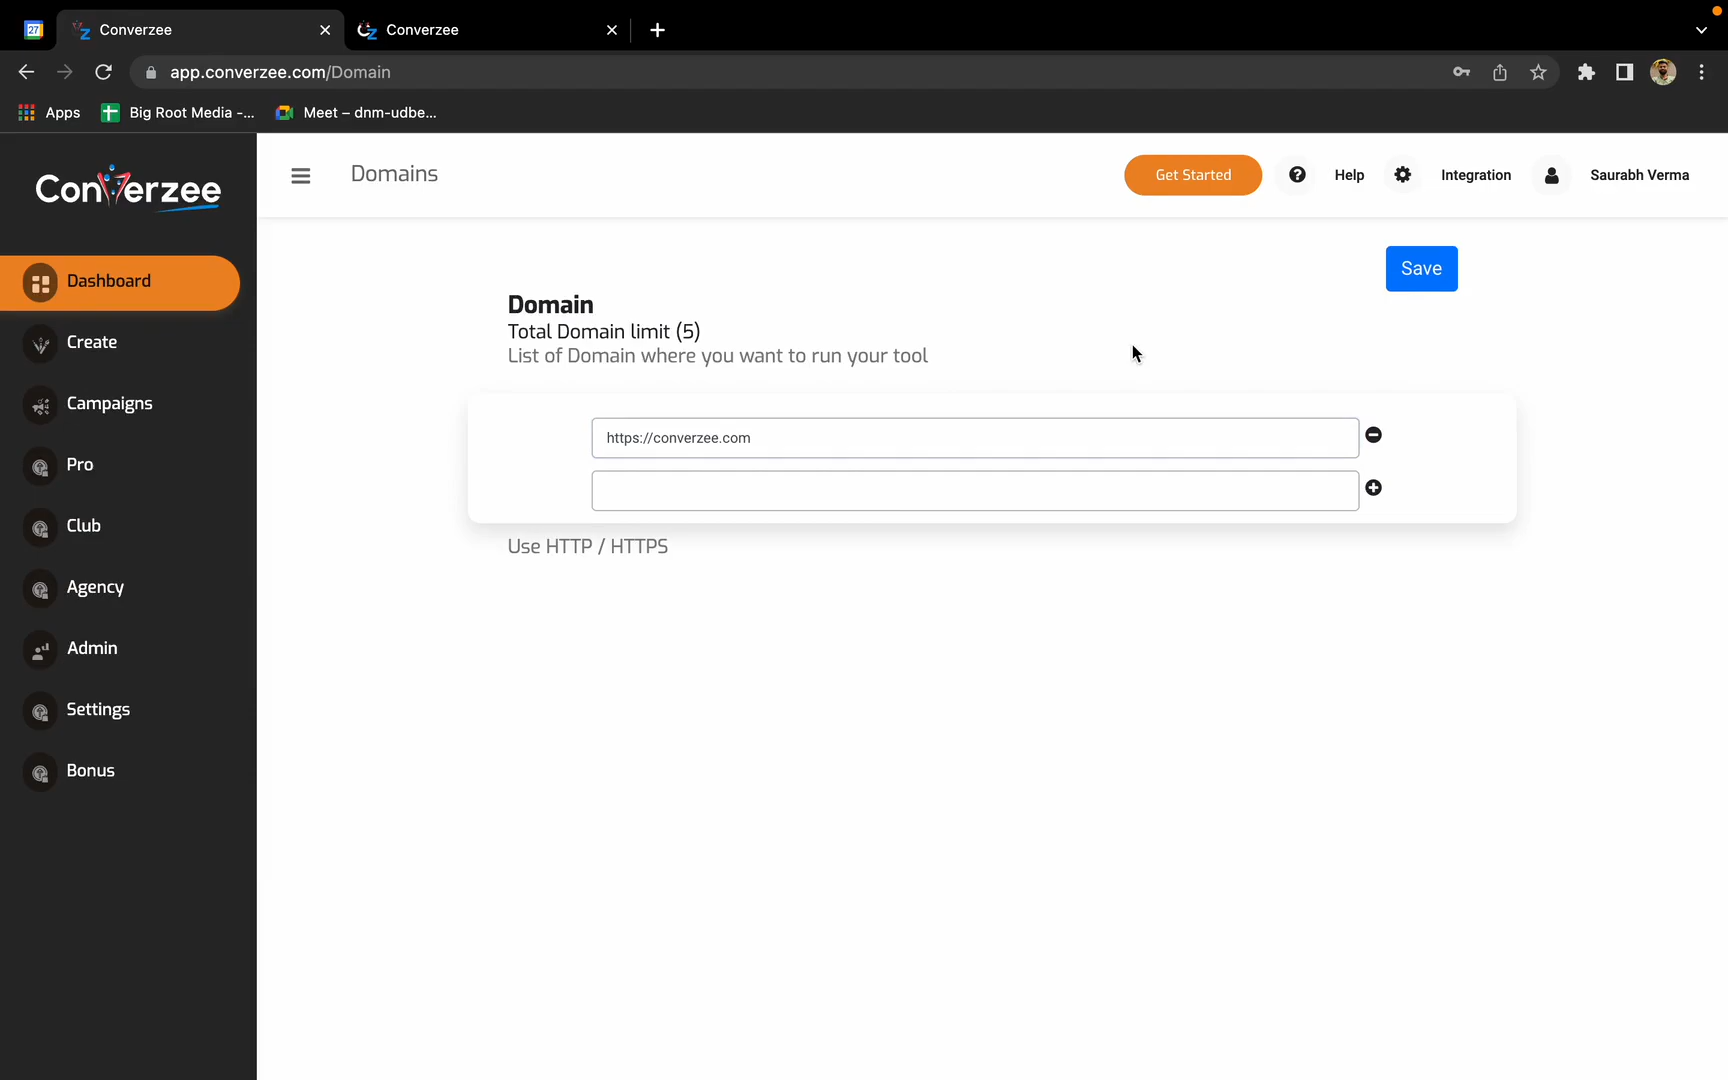 27
Converzee
Converzee
app.converzee.com/Domain
Apps
Big Root Media -...
Meet – dnm-udbe...
Converzee
Domains
Get Started
Help
Integration
Saurabh Verma
Save
Dashboard
Create
Campaigns
Pro
Club
Agency
Admin
Settings
Bonus
Domain
Total Domain limit (5)
List of Domain where you want to run your tool
https://converzee.com
Use HTTP / HTTPS